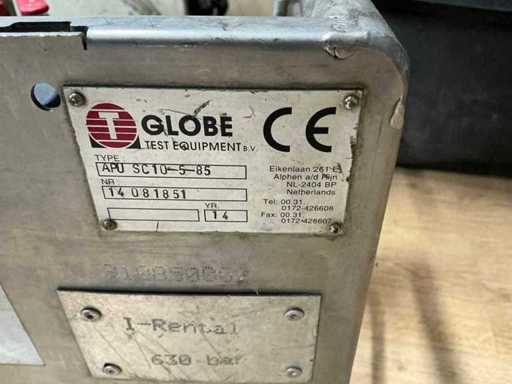 T GLOBE
TEST EQUIPMENT B.V.
CE
TYPE
APU SC10-5-85
NR
14 081851
YR.
14
Eikenlaan 261 E
Alphen a/d Rijn
NL-2404 BP
Netherlands
Tel: 00.31.
0172-426608
Fax: 00.31.
0172-426607
I-Rental
630 bar